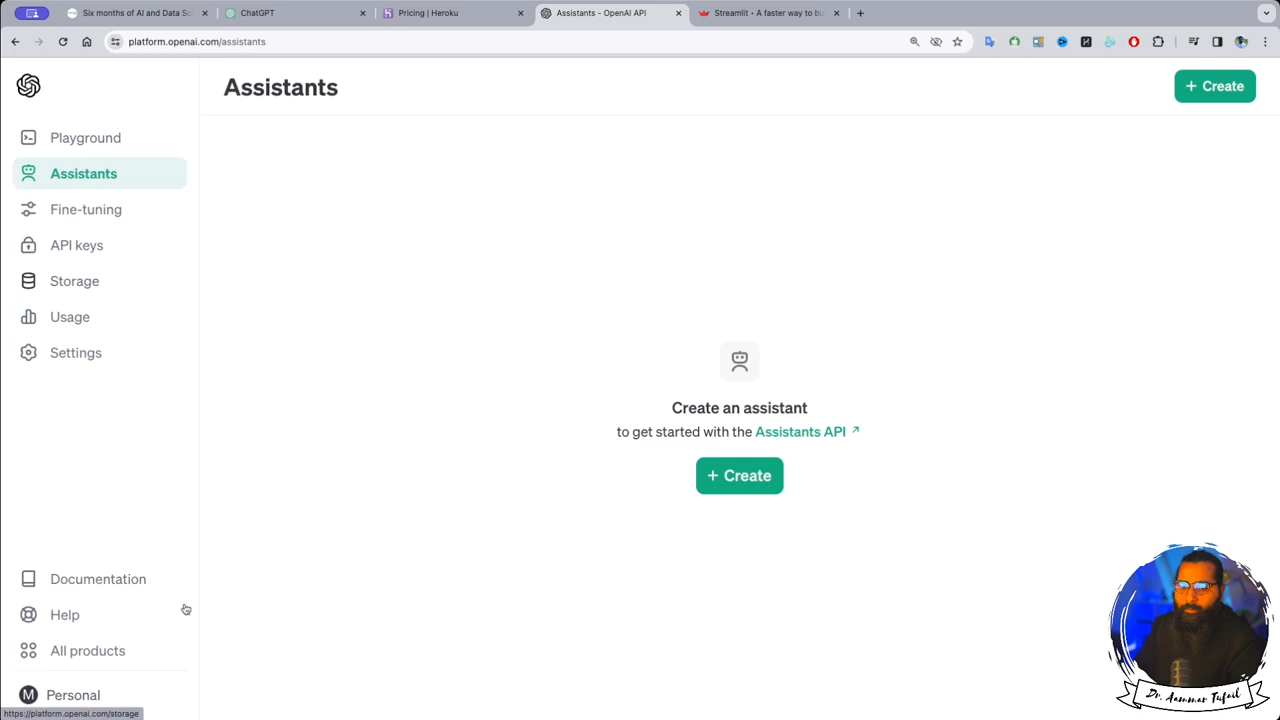 Six months of AI and Data Sc
ChatGPT
Pricing | Heroku
Assistants - OpenAI API
Streamlit • A faster way to bu
platform.openai.com/assistants
Assistants
+ Create
Playground
Assistants
Fine-tuning
API keys
Storage
Usage
Settings
Create an assistant
to get started with the Assistants API ↗
+ Create
Documentation
Help
All products
M Personal
https://platform.openai.com/storage
Dr. Aammar Tufail